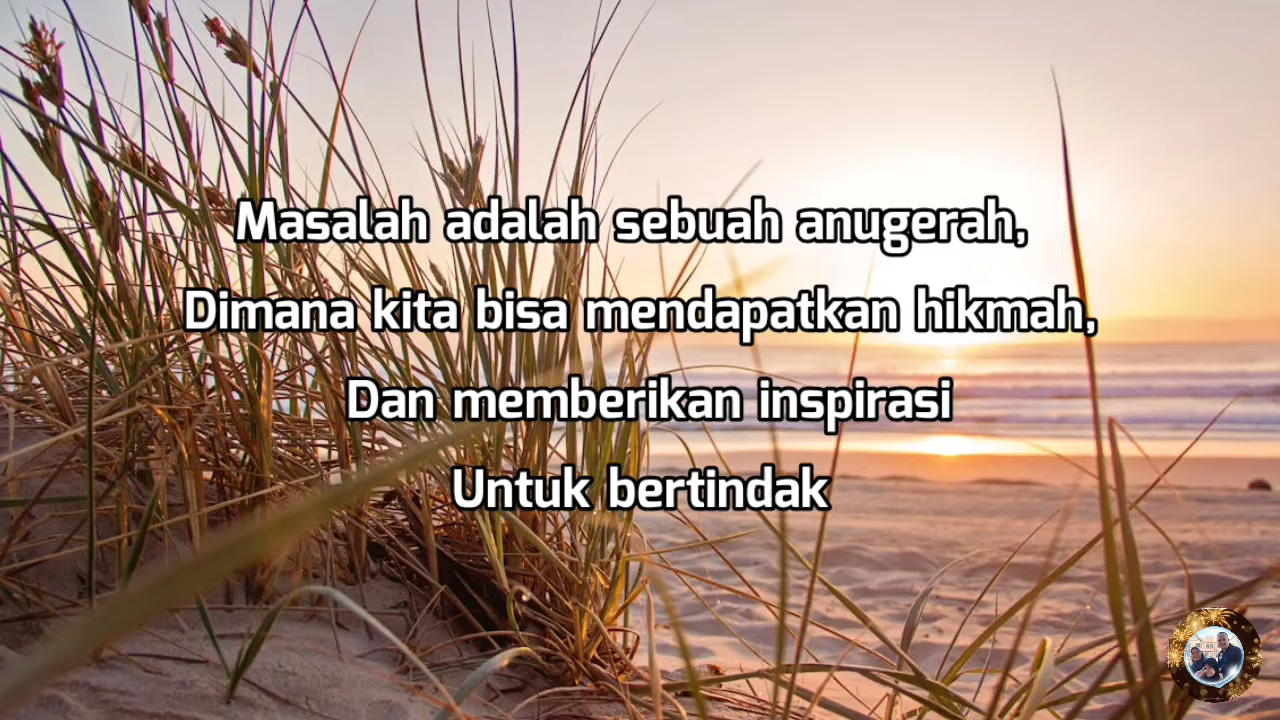 Masalah adalah sebuah anugerah,
Dimana kita bisa mendapatkan hikmah,
Dan memberikan inspirasi
Untuk bertindak